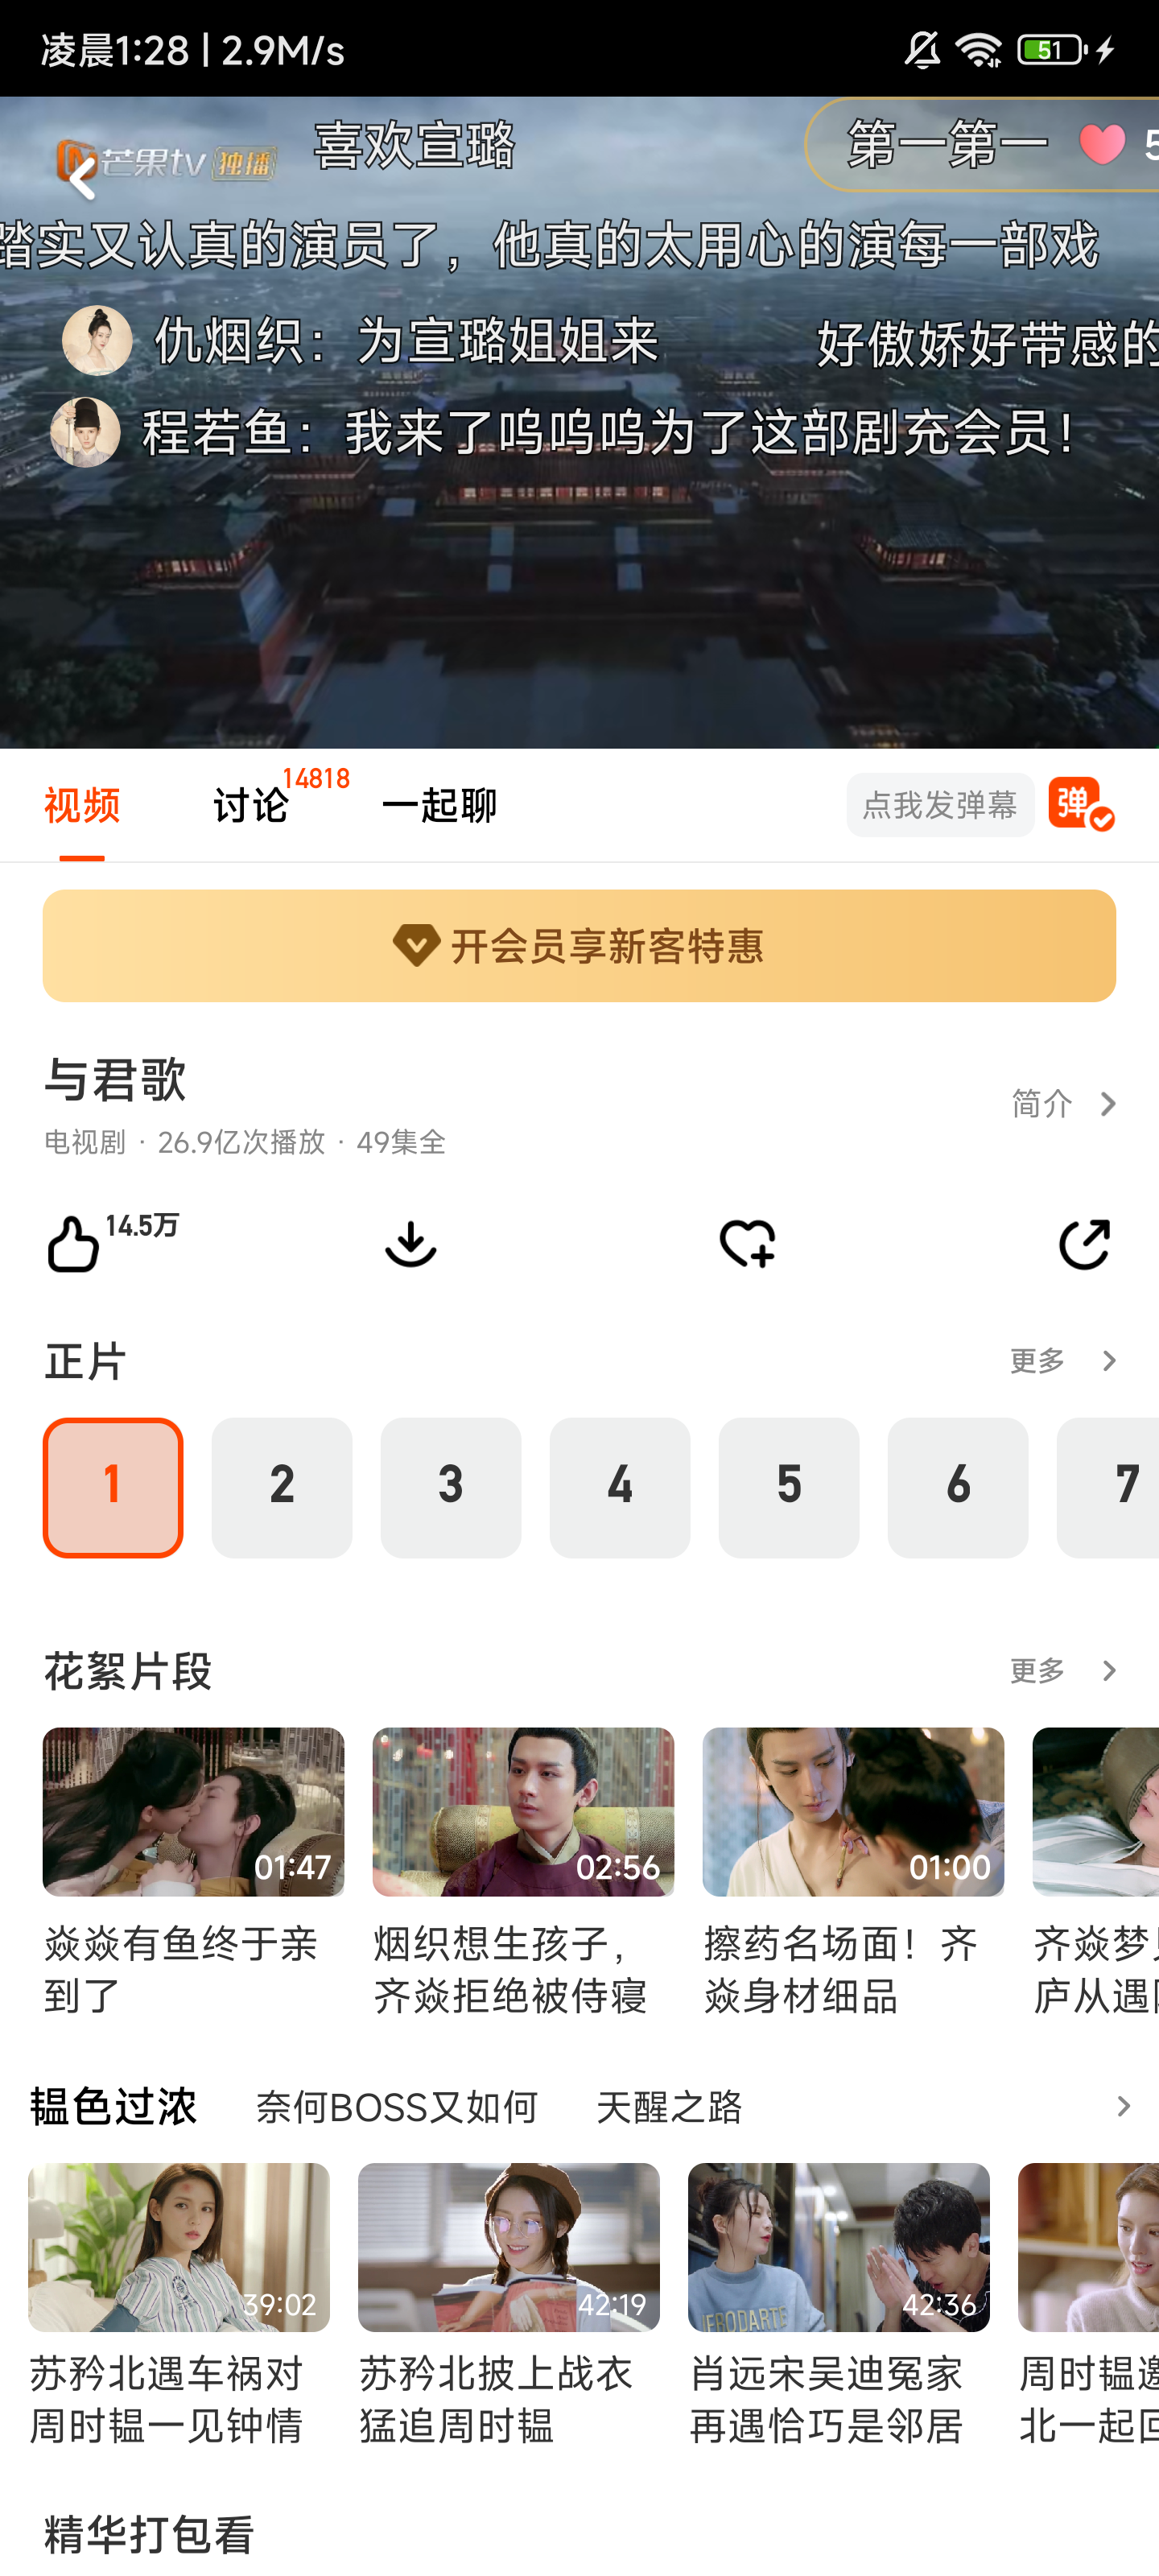 凌晨1:28 | 2.9M/s
51
芒果tv 独播
喜欢宣璐
第一第一 5
踏实又认真的演员了，他真的太用心的演每一部戏
仇烟织：为宣璐姐姐来
好傲娇好带感的
程若鱼：我来了呜呜呜为了这部剧充会员！
视频
讨论 14818
一起聊
点我发弹幕
弹
开会员享新客特惠
与君歌
简介
电视剧 · 26.9亿次播放 · 49集全
14.5万
正片
更多
1 2 3 4 5 6 7
花絮片段
更多
01:47
02:56
01:00
焱焱有鱼终于亲
到了
烟织想生孩子，
齐焱拒绝被侍寝
擦药名场面！齐
焱身材细品
齐焱梦
庐从遇
韫色过浓
奈何BOSS又如何
天醒之路
39:02
42:19
FRODARTE
42:36
苏矜北遇车祸对
周时韫一见钟情
苏矜北披上战衣
猛追周时韫
肖远宋吴迪冤家
再遇恰巧是邻居
周时韫邀
北一起回
精华打包看